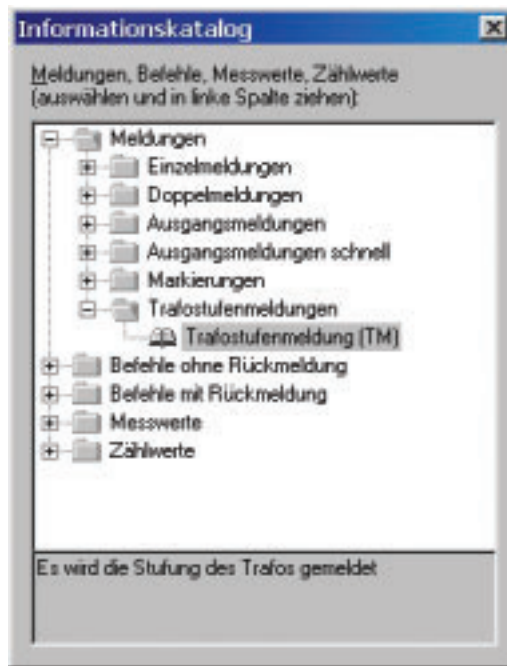 Informationskatalog
Meldungen, Befehle, Messwerte, Zählwerte
(auswählen und in linke Spalte ziehen):
Meldungen
Einzelmeldungen
Doppelmeldungen
Ausgangsmeldungen
Ausgangsmeldungen schnell
Markierungen
Trafostufenmeldungen
Trafostufenmeldung (TM)
Befehle ohne Rückmeldung
Befehle mit Rückmeldung
Messwerte
Zählwerte
Es wird die Stufung des Trafos gemeldet